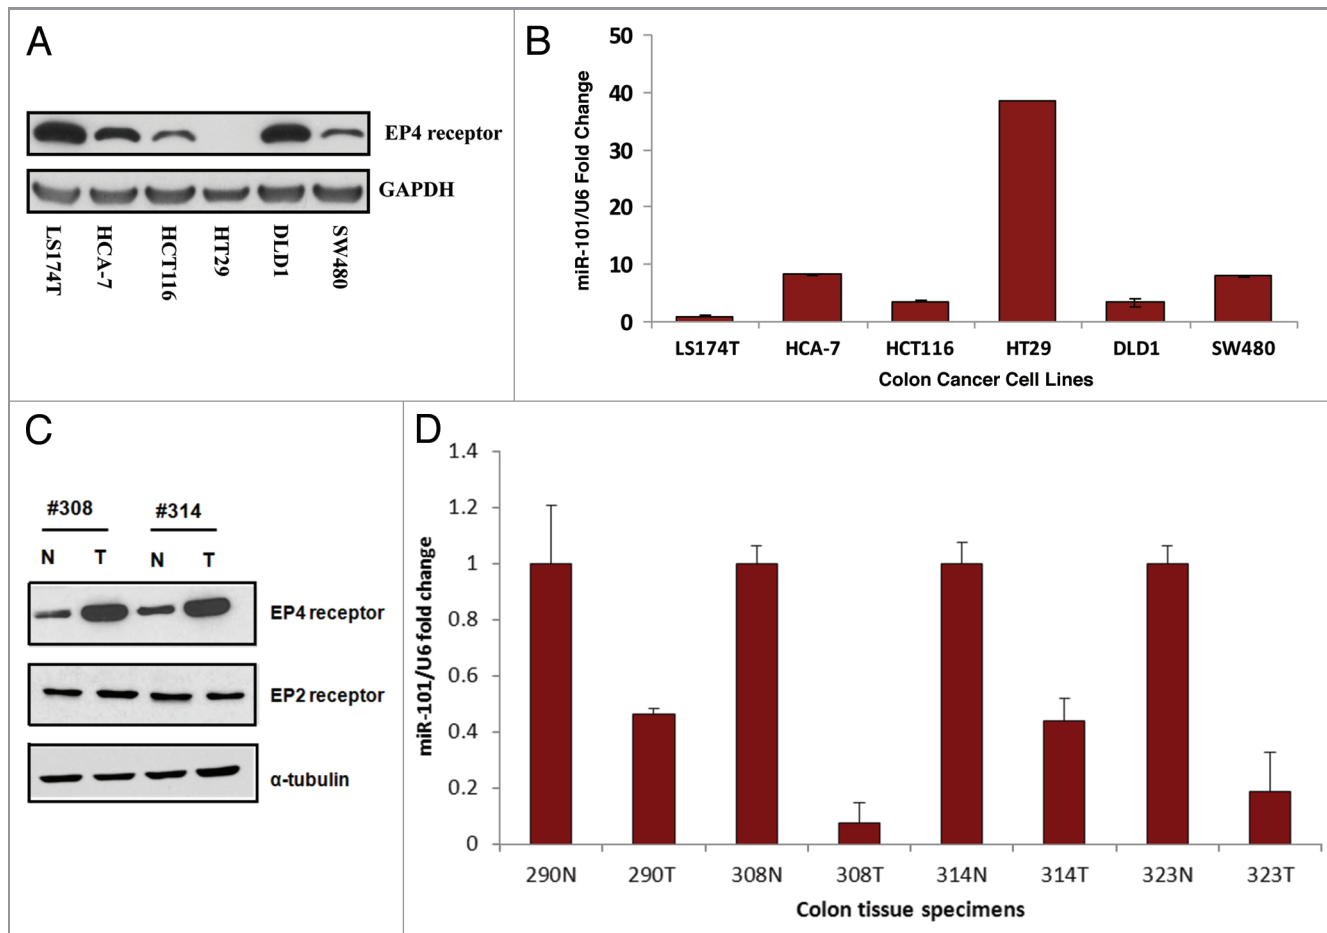 A
EP4 receptor
GAPDH
LS174T
HCA-7
HCT116
HT29
DLD1
SW480
B
miR-101/U6 Fold Change
50
40
30
20
10
0
LS174T HCA-7 HCT116 HT29 DLD1 SW480
Colon Cancer Cell Lines
C
#308 #314
N T N T
EP4 receptor
EP2 receptor
α-tubulin
D
miR-101/U6 fold change
1.4
1.2
1
0.8
0.6
0.4
0.2
0
290N 290T 308N 308T 314N 314T 323N 323T
Colon tissue specimens